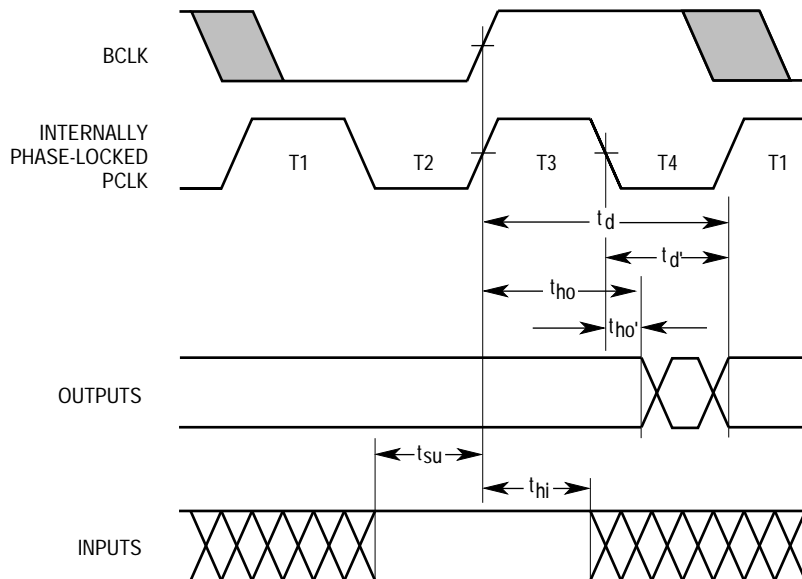 BCLK
INTERNALLY
PHASE-LOCKED
PCLK
T1 T2 T3 T4 T1
td
td'
tho
tho'
OUTPUTS
tsu
thi
INPUTS